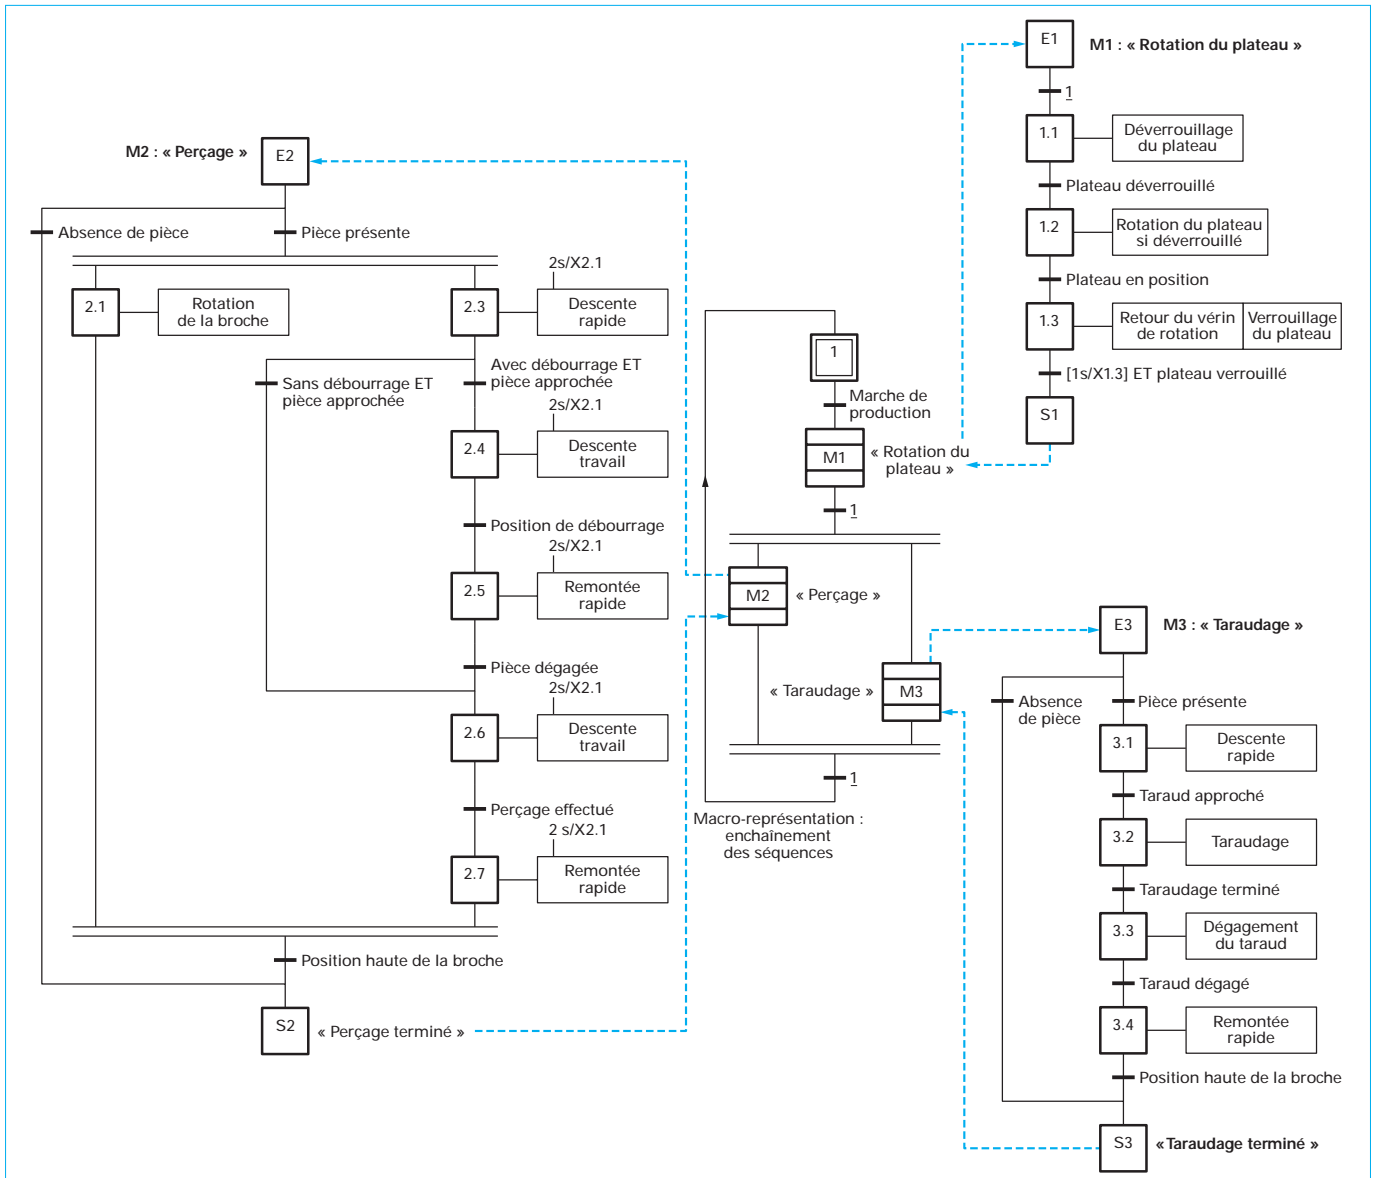 E1
M1 : « Rotation du plateau »
1
1.1
Déverrouillage
du plateau
Plateau déverrouillé
1.2
Rotation du plateau
si déverrouillé
Plateau en position
1.3
Retour du vérin
de rotation
Verrouillage
du plateau
[1s/X1.3] ET plateau verrouillé
S1
M2 : « Perçage »
E2
Absence de pièce
Pièce présente
2.1
Rotation
de la broche
2s/X2.1
2.3
Descente
rapide
Sans débourrage ET
pièce approchée
Avec débourrage ET
pièce approchée
2s/X2.1
2.4
Descente
travail
Position de débourrage
2s/X2.1
2.5
Remontée
rapide
Pièce dégagée
2s/X2.1
2.6
Descente
travail
Perçage effectué
2 s/X2.1
2.7
Remontée
rapide
Position haute de la broche
S2
« Perçage terminé »
1
Marche de
production
M1
« Rotation du
plateau »
1
M2
« Perçage »
« Taraudage »
M3
1
Macro-représentation :
enchaînement
des séquences
E3
M3 : « Taraudage »
Absence
de pièce
Pièce présente
3.1
Descente
rapide
Taraud approché
3.2
Taraudage
Taraudage terminé
3.3
Dégagement
du taraud
Taraud dégagé
3.4
Remontée
rapide
Position haute de la broche
S3
« Taraudage terminé »